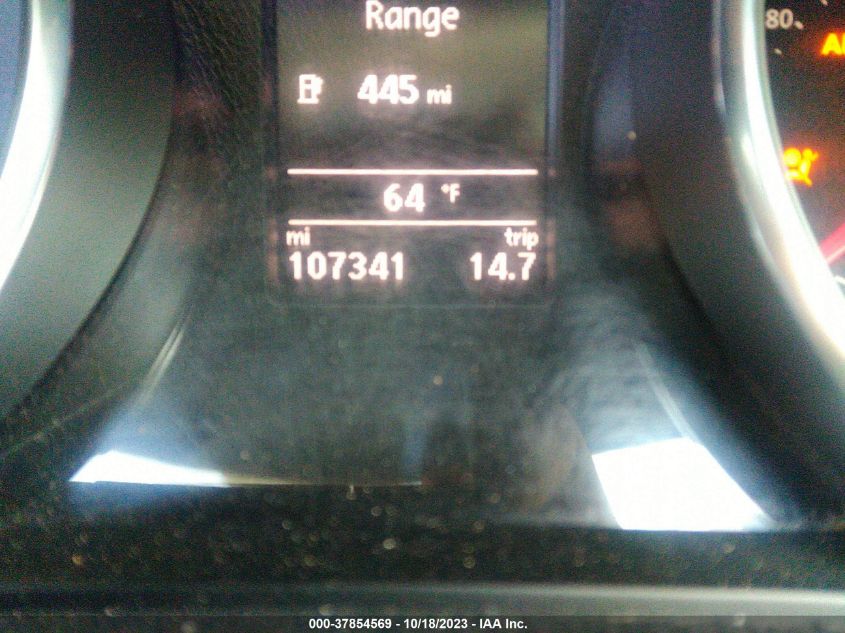 Range
445 mi
80
64 °F
mi trip
107341 14.7
000-37854569 - 10/18/2023 - IAA Inc.